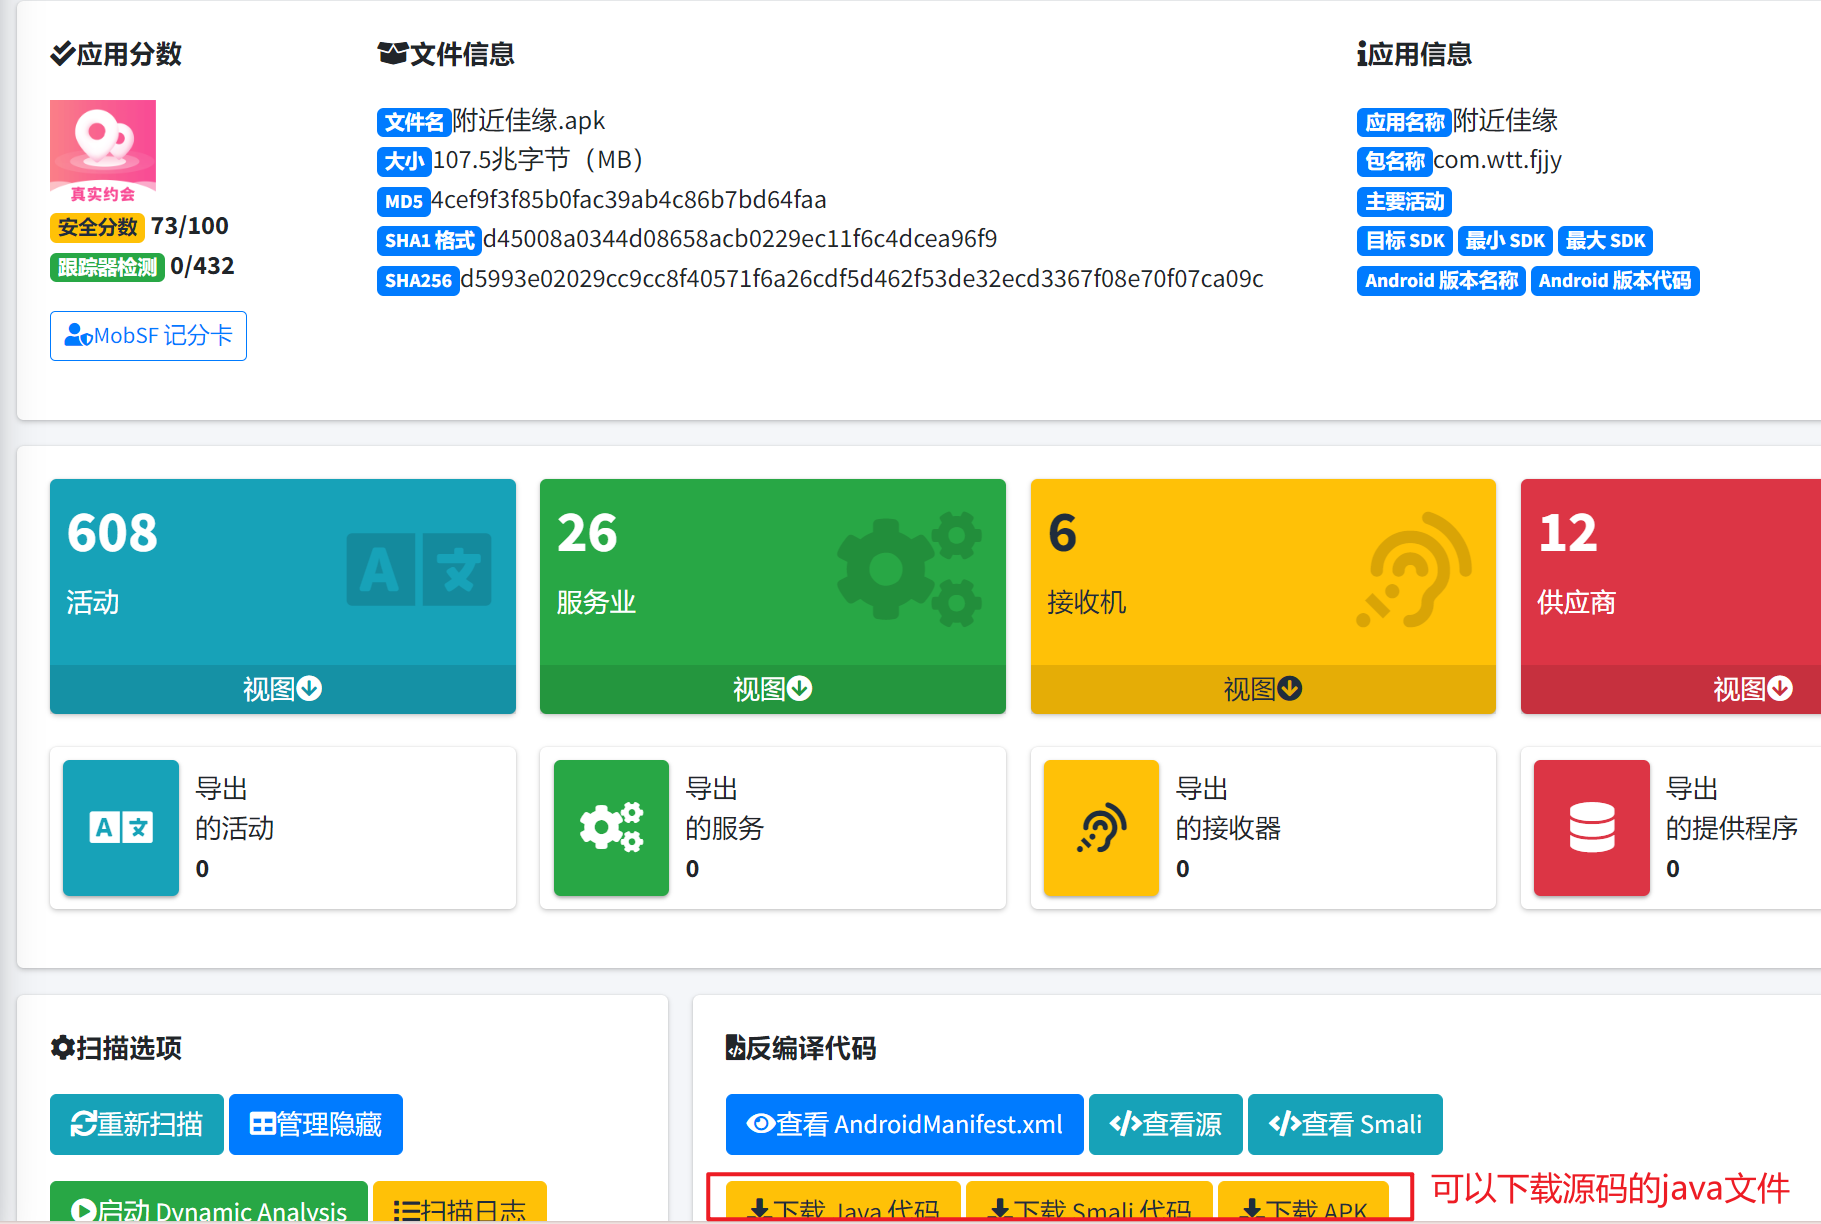 应用分数
真实约会
安全分数 73/100
跟踪器检测 0/432
MobSF 记分卡
文件信息
文件名 附近佳缘.apk
大小 107.5兆字节（MB）
MD5 4cef9f3f85b0fac39ab4c86b7bd64faa
SHA1 格式 d45008a0344d08658acb0229ec11f6c4dcea96f9
SHA256 d5993e02029cc9cc8f40571f6a26cdf5d462f53de32ecd3367f08e70f07ca09c
应用信息
应用名称 附近佳缘
包名称 com.wtt.fjjy
主要活动
目标 SDK 最小 SDK 最大 SDK
Android 版本名称 Android 版本代码
608
活动
视图
26
服务业
视图
6
接收机
视图
12
供应商
视图
导出
的活动
0
导出
的服务
0
导出
的接收器
0
导出
的提供程序
0
扫描选项
重新扫描 管理隐藏
启动 Dynamic Analysis 扫描日志
反编译代码
查看 AndroidManifest.xml 查看源 查看 Smali
下载 Java 代码 下载 Smali 代码 下载 APK
可以下载源码的java文件